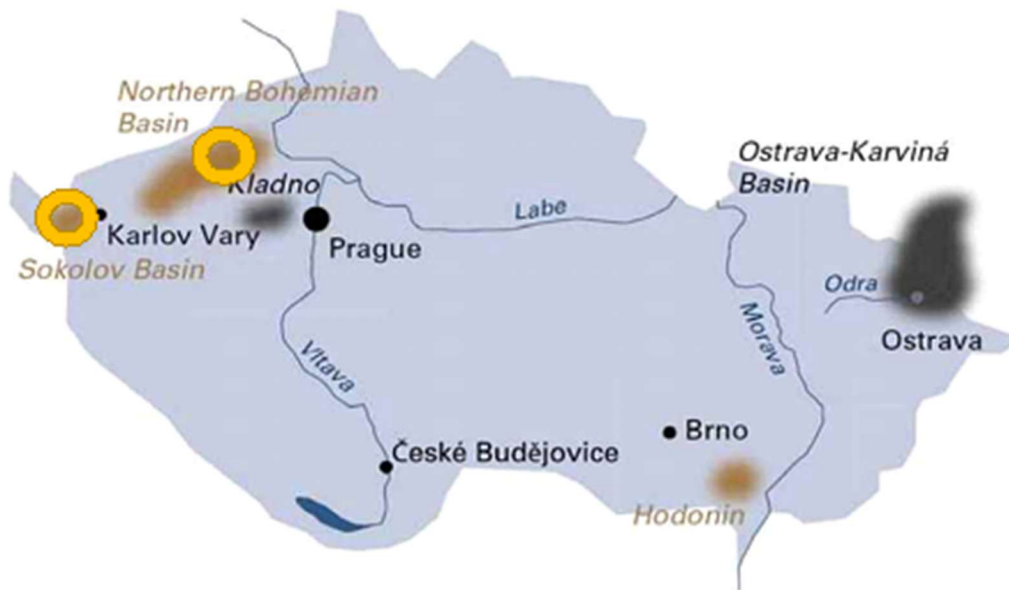 Northern Bohemian
Basin
Kladno
Ostrava-Karviná
Basin
Labe
Karlov Vary
Prague
Sokolov Basin
Odra
Ostrava
Morava
Vltava
Brno
České Budějovice
Hodonin